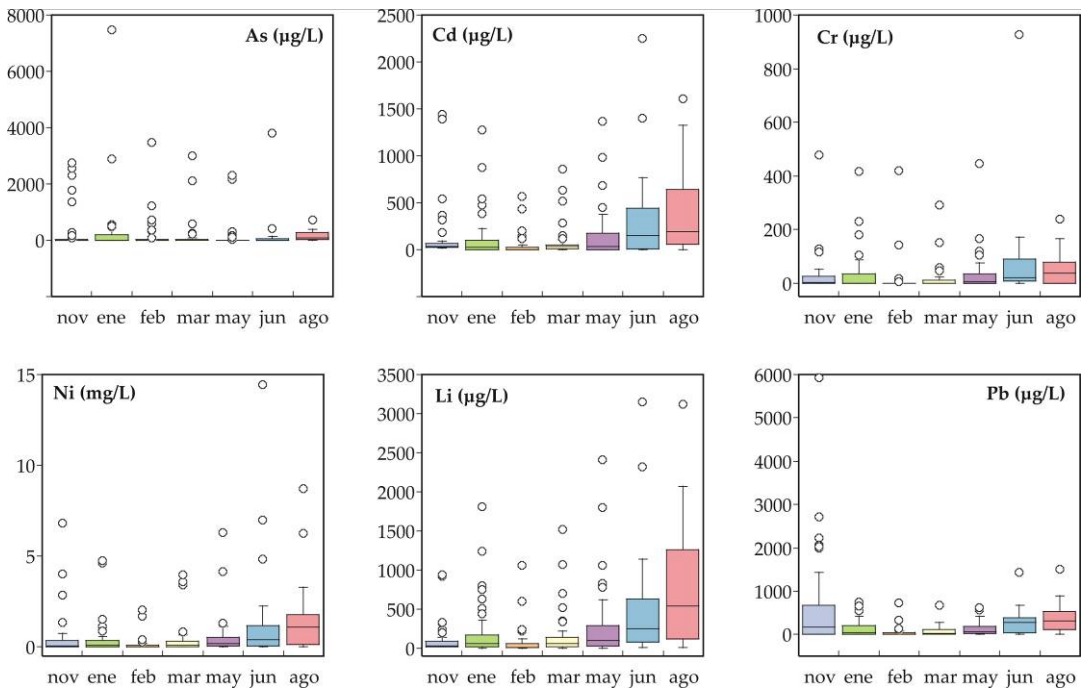 As (µg/L)
8000
6000
4000
2000
0
nov ene feb mar may jun ago
Cd (µg/L)
2500
2000
1500
1000
500
0
500
nov ene feb mar may jun ago
Cr (µg/L)
1000
800
400
200
0
nov ene feb mar may jun ago
Ni (mg/L)
15
5
1
0
nov ene feb mar may jun ago
Li (µg/L)
3500
3000
2500
2000
1500
1000
500
0
nov ene feb mar may jun ago
Pb (µg/L)
6000
4000
3000
2000
1000
0
nov ene feb mar may jun ago